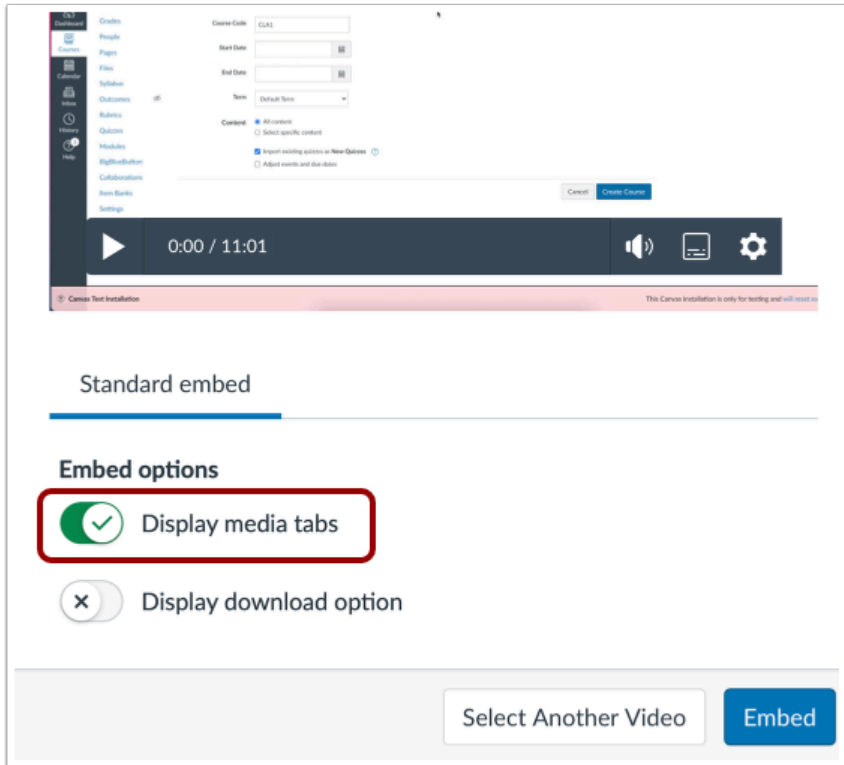 Dashboard
Courses
Calendar
Inbox
History
Help
Grades
People
Pages
Files
Syllabus
Outcomes
Rubrics
Quizzes
Modules
BigBlueButton
Collaborations
Item Banks
Settings
Course Code CLK1
Start Date
End Date
Term Default Term
Content All content
Select specific content
Import existing quizzes as New Quizzes ?
Adjust events and due dates
Cancel Create Course
0:00 / 11:01
Canvas Test Installation This Canvas installation is only for testing and will reset
Standard embed
Embed options
Display media tabs
Display download option
Select Another Video Embed